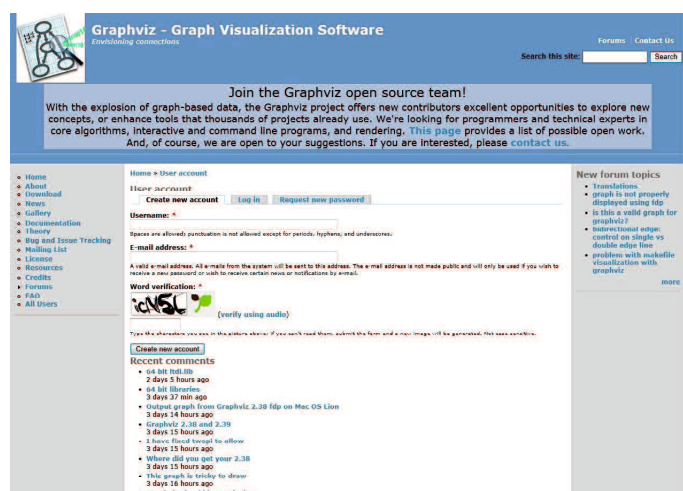 Graphviz - Graph Visualization Software
Envisioning connections
Forums Contact Us
Search this site:
Search
Join the Graphviz open source team!
With the explosion of graph-based data, the Graphviz project offers new contributors excellent opportunities to explore new
concepts, or enhance tools that thousands of projects already use. We're looking for programmers and technical experts in
core algorithms, interactive and command line programs, and rendering. This page provides a list of possible open work.
And, of course, we are open to your suggestions. If you are interested, please contact us.
Home
About
Download
News
Gallery
Documentation
Theory
Bug and Issue Tracking
Mailing List
License
Resources
Credits
Forums
FAQ
All Users
Home » User account
User account
Create new account Log in Request new password
Username: *
Spaces are allowed; punctuation is not allowed except for periods, hyphens, and underscores.
E-mail address: *
A valid e-mail address. All e-mails from the system will be sent to this address. The e-mail address is not made public and will only be used if you wish to
receive a new password or wish to receive certain news or notifications by e-mail.
Word verification: *
(verify using audio)
Type the characters you see in the picture above; if you can't read them, submit the form and a new image will be generated. Not case sensitive.
Create new account
Recent comments
64 bit ltdl.lib
2 days 5 hours ago
64 bit libraries
3 days 37 min ago
Output graph from Graphviz 2.38 fdp on Mac OS Lion
3 days 14 hours ago
Graphviz 2.38 and 2.39
3 days 15 hours ago
I have fixed twopi to allow
3 days 15 hours ago
Where did you get your 2.38
3 days 15 hours ago
This graph is tricky to draw
3 days 16 hours ago
New forum topics
Translations
graph is not properly
displayed using fdp
is this a valid graph for
graphviz?
bidirectional edge:
control on single vs
double edge line
problem with makefile
visualization with
graphviz
more